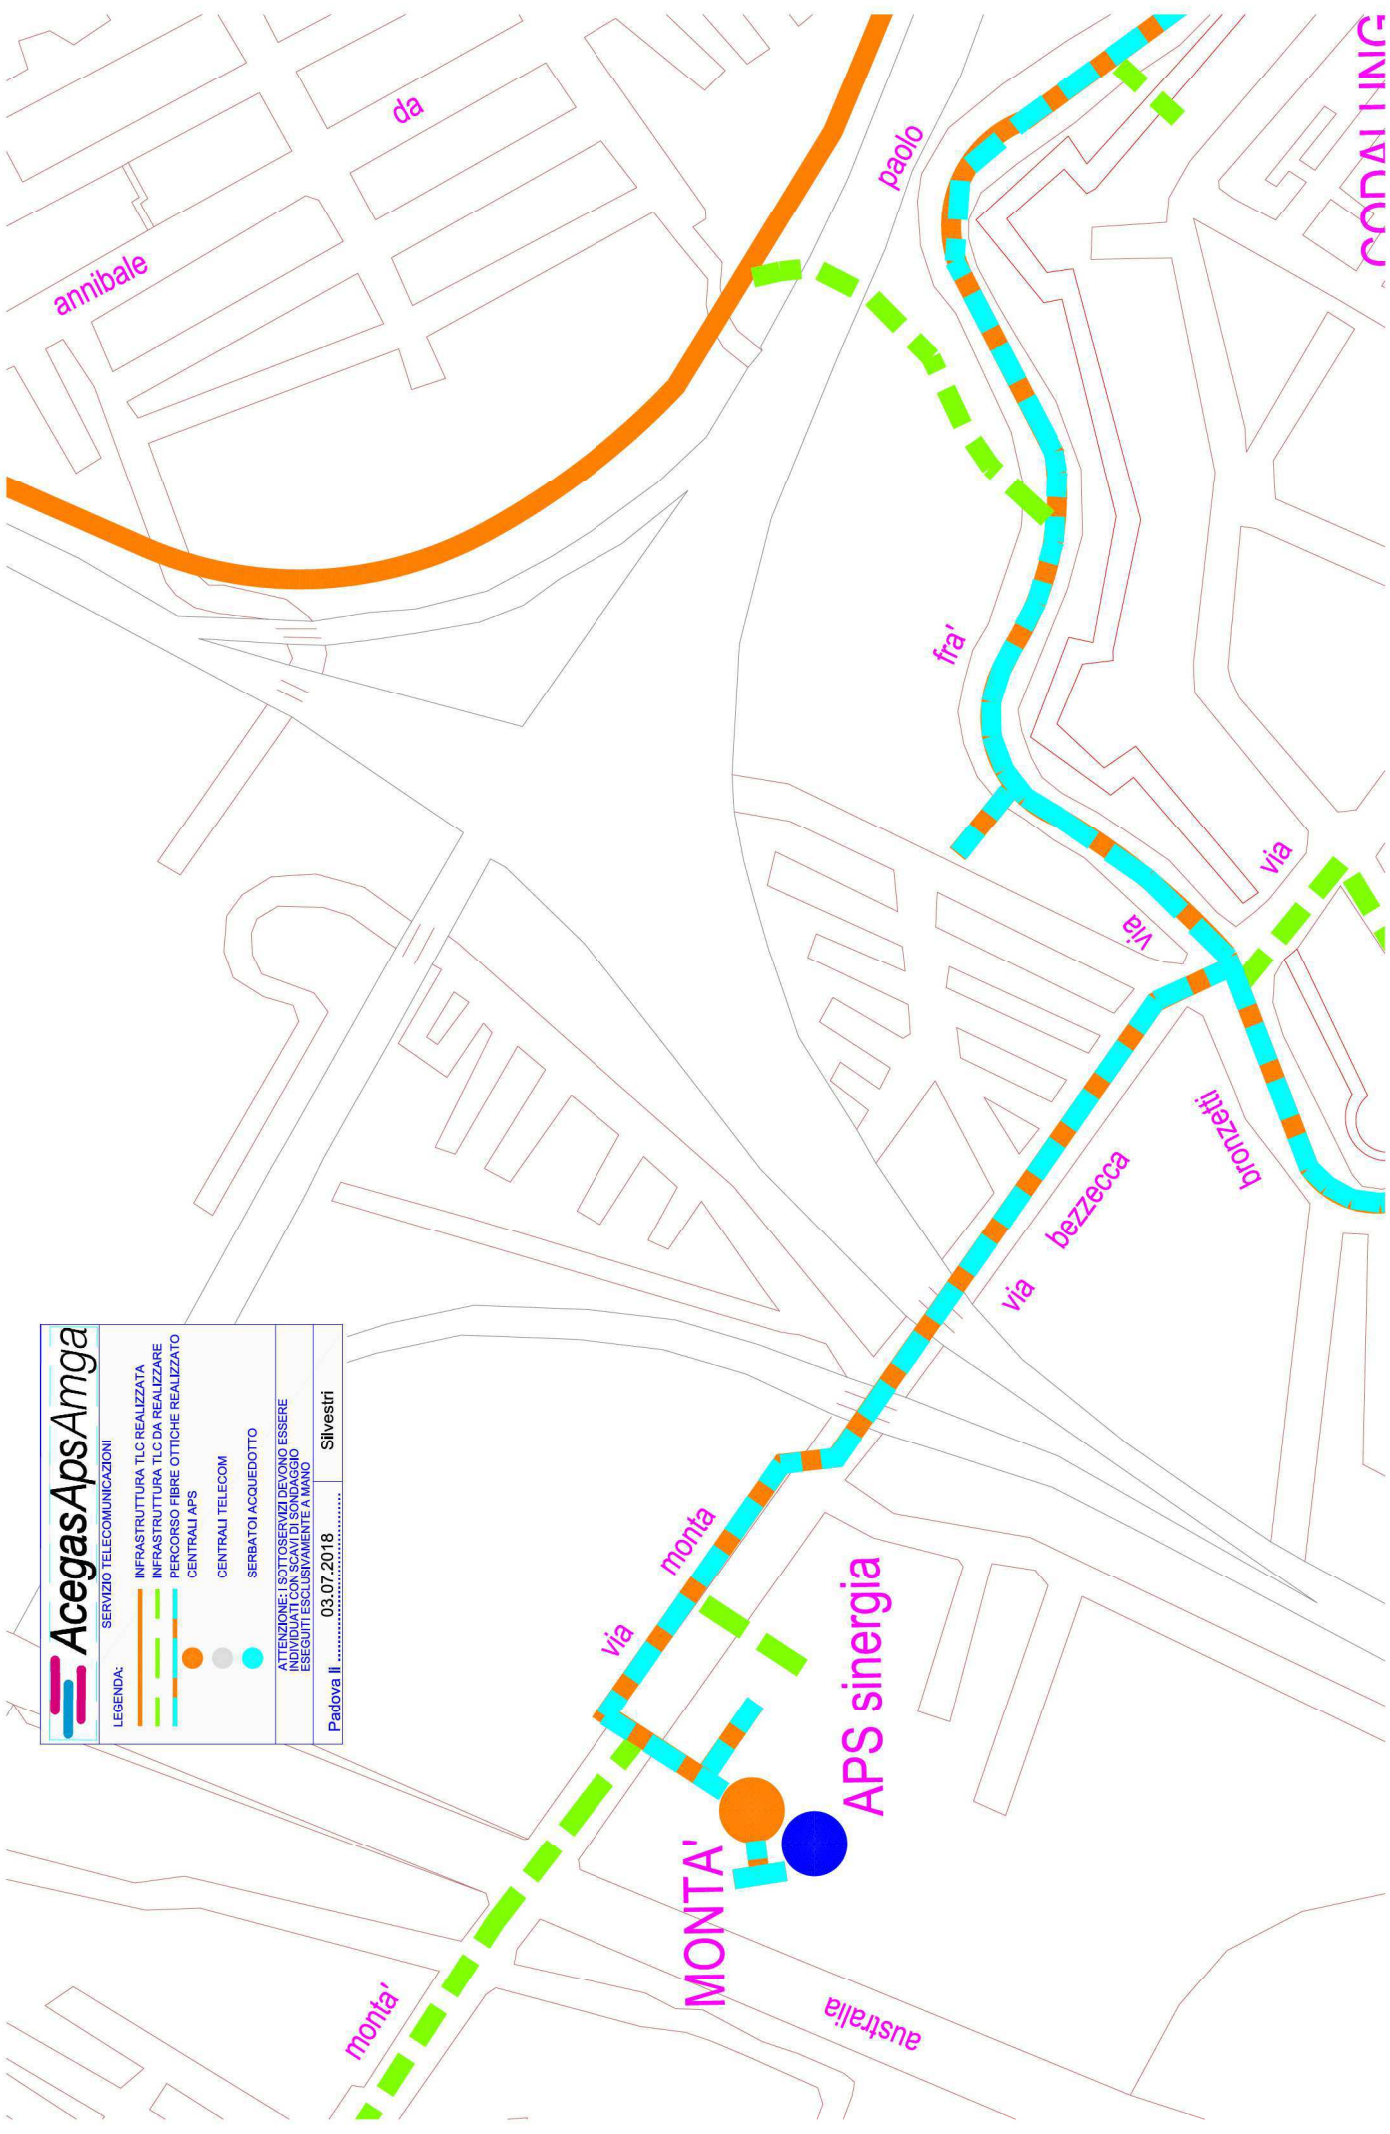 AcegasApsAmga
SERVIZIO TELECOMUNICAZIONI
LEGENDA:
INFRASTRUTTURA TLC REALIZZATA
INFRASTRUTTURA TLC DA REALIZZARE
PERCORSO FIBRE OTTICHE REALIZZATO
CENTRALI APS
CENTRALI TELECOM
SERBATOI ACQUEDOTTO
ATTENZIONE: I SOTTOSERVIZI DEVONO ESSERE
INDIVIDUATI CON SCAVI DI SONDAGGIO
ESEGUITI ESCLUSIVAMENTE A MANO
Padova li 03.07.2018
Silvestri
annibale
da
paolo
fra'
via
via
bronzetti
bezzecca
via
monta
via
monta'
MONTA'
APS sinergia
australia